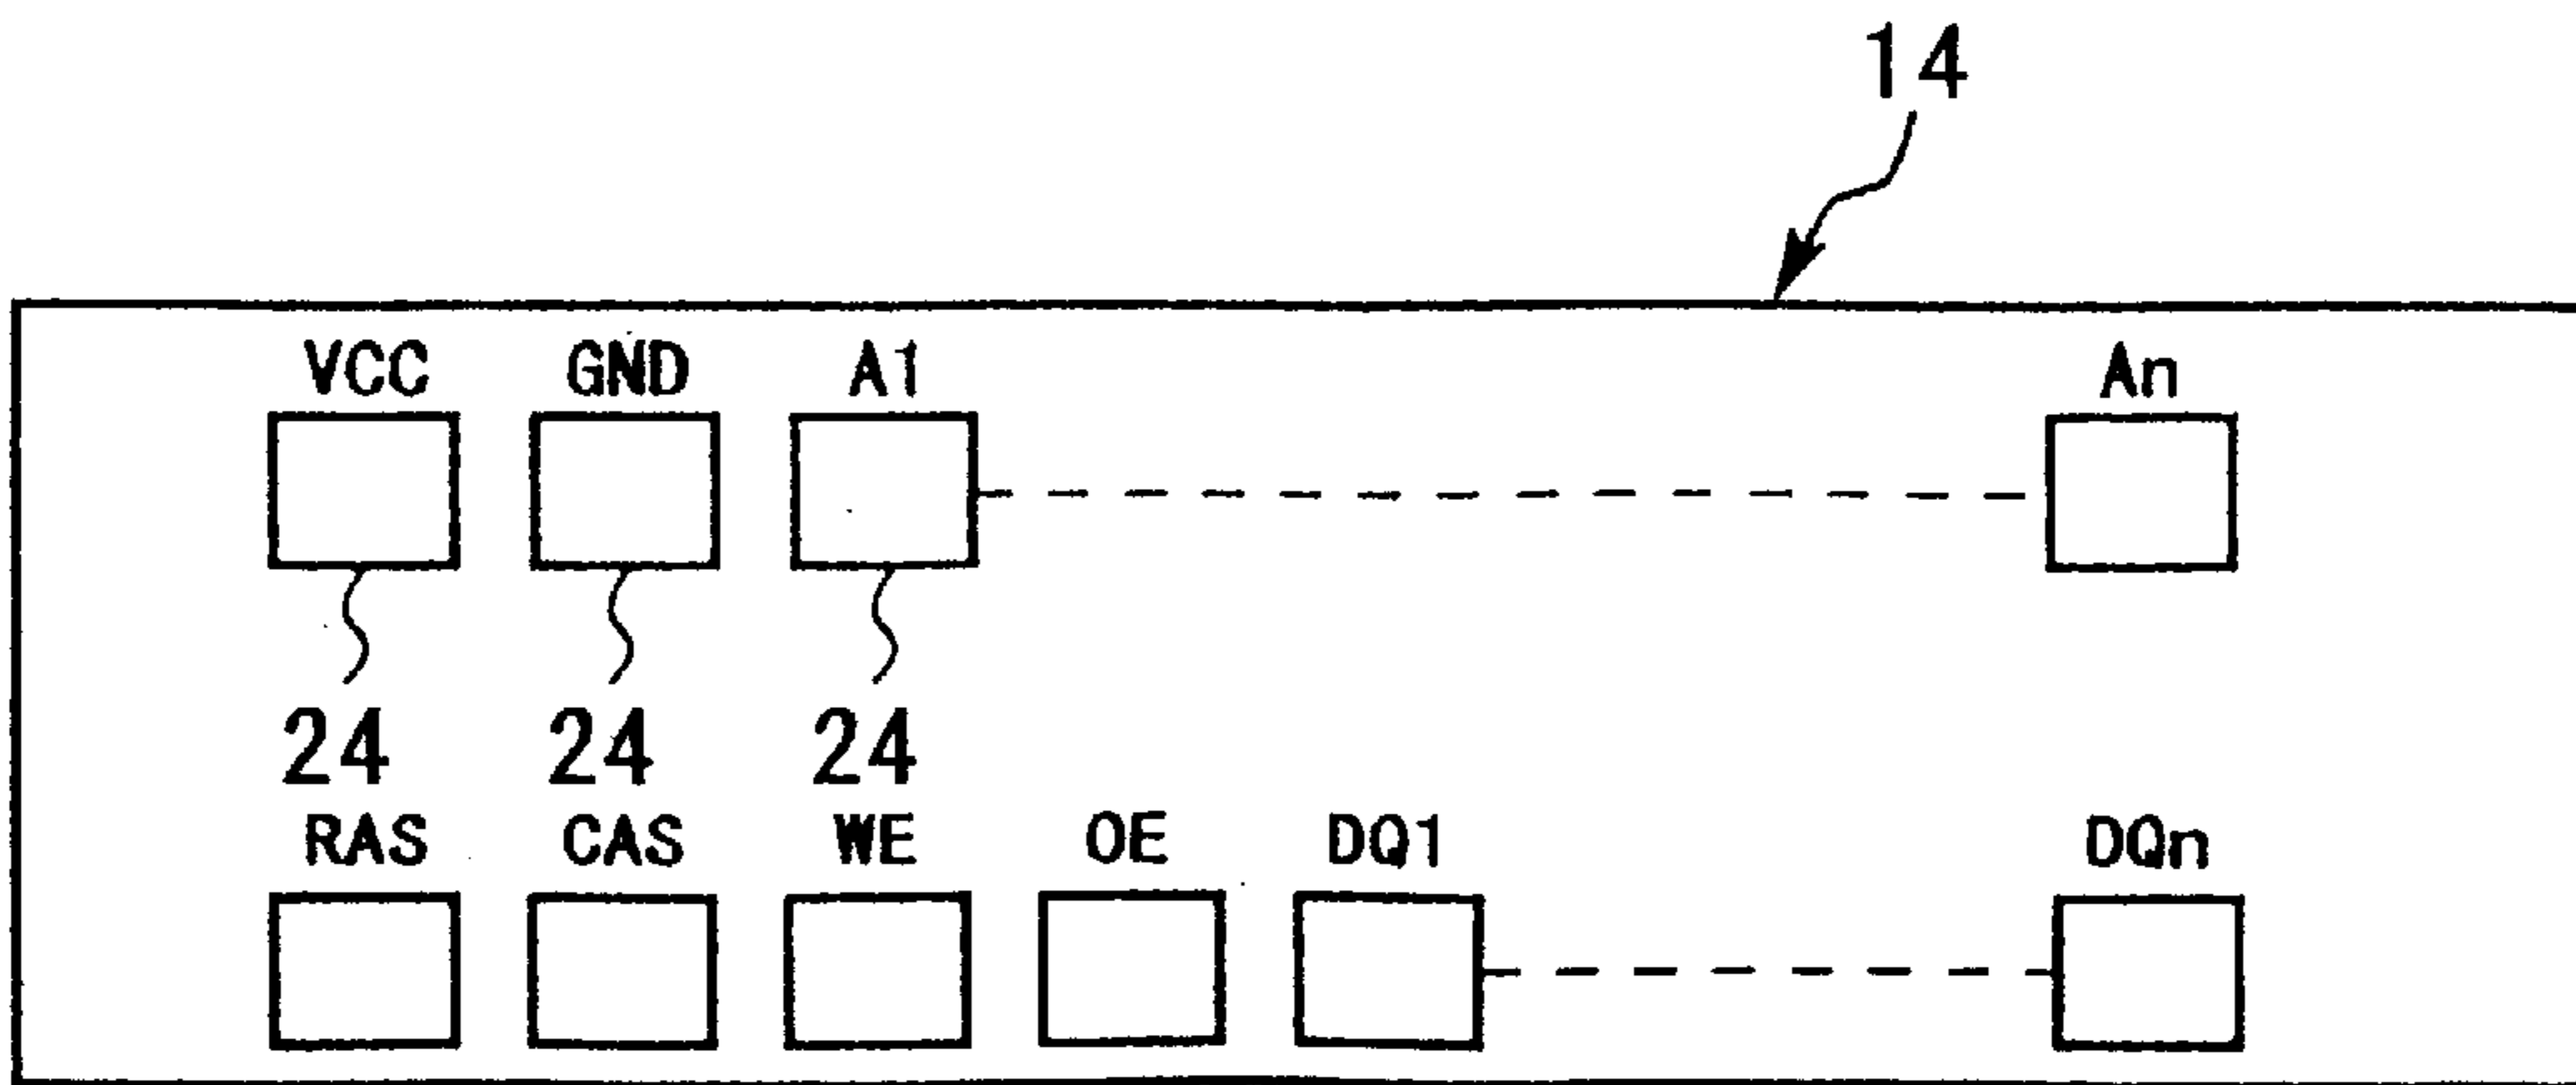 14
VCC GND A1 An
24 24 24
RAS CAS WE OE DQ1 DQn